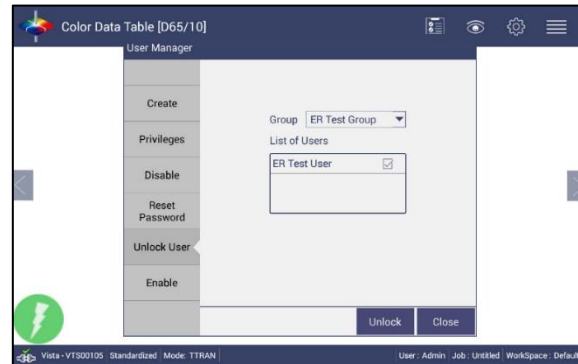 Color Data Table [D65/10]
User Manager
Create
Privileges
Disable
Reset
Password
Unlock User
Enable
Group ER Test Group
List of Users
ER Test User
Unlock Close
Vista - VTS00105 Standardized Mode: TTRAN User: Admin Job: Untitled WorkSpace: Default